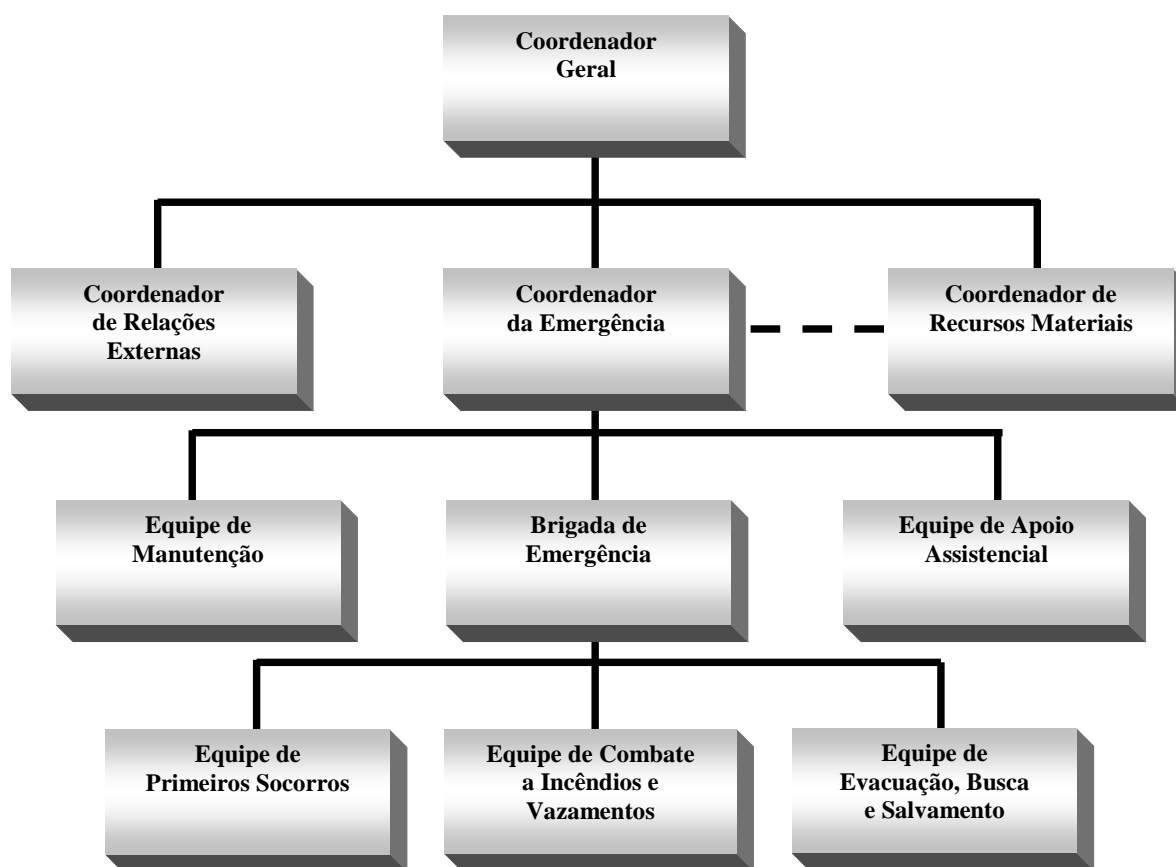 Coordenador
Geral
Coordenador
de Relações
Externas
Coordenador
da Emergência
Coordenador de
Recursos Materiais
Equipe de
Manutenção
Brigada de
Emergência
Equipe de Apoio
Assistencial
Equipe de
Primeiros Socorros
Equipe de Combate
a Incêndios e
Vazamentos
Equipe de
Evacuação, Busca
e Salvamento